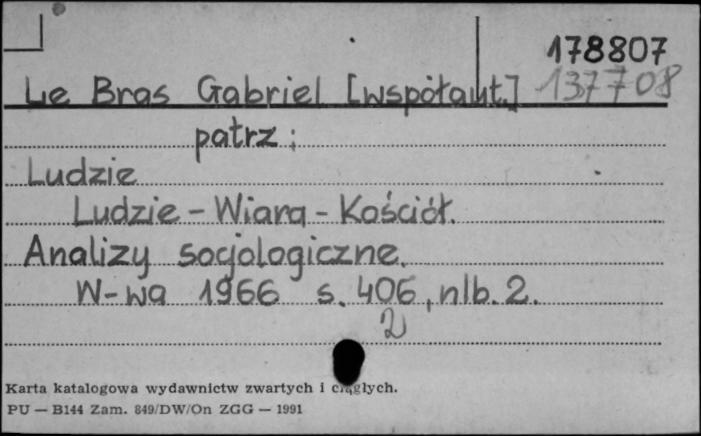 178807
Le Bras Gabriel [współaut.] 137708
patrz:
Ludzie
Ludzie - Wiara - Kościół.
Analizy socjologiczne.
W-wa 1966 s. 406, nlb. 2.
2
Karta katalogowa wydawnictw zwartych i ciągłych.
PU — B144 Zam. 849/DW/On ZGG — 1991